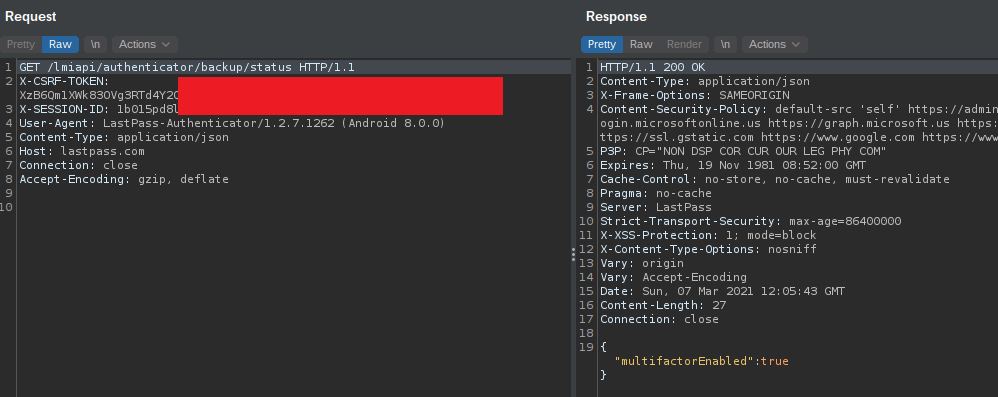 Request
Pretty Raw \n Actions
1 GET /lmiapi/authenticator/backup/status HTTP/1.1
2 X-CSRF-TOKEN:
3 X-SESSION-ID:
4 User-Agent: LastPass-Authenticator/1.2.7.1262 (Android 8.0.0)
5 Content-Type: application/json
6 Host: lastpass.com
7 Connection: close
8 Accept-Encoding: gzip, deflate
9
10
Response
Pretty Raw Render \n Actions
1 HTTP/1.1 200 OK
2 Content-Type: application/json
3 X-Frame-Options: SAMEORIGIN
4 Content-Security-Policy: default-src 'self' https://admin
ogin.microsoftonline.us https://graph.microsoft.us https:
ttps://ssl.gstatic.com https://www.google.com https://www
5 P3P: CP="NON DSP COR CUR OUR LEG PHY COM"
6 Expires: Thu, 19 Nov 1981 08:52:00 GMT
7 Cache-Control: no-store, no-cache, must-revalidate
8 Pragma: no-cache
9 Server: LastPass
10 Strict-Transport-Security: max-age=86400000
11 X-XSS-Protection: 1; mode=block
12 X-Content-Type-Options: nosniff
13 Vary: origin
14 Vary: Accept-Encoding
15 Date: Sun, 07 Mar 2021 12:05:43 GMT
16 Content-Length: 27
17 Connection: close
18
19 {
"multifactorEnabled":true
}